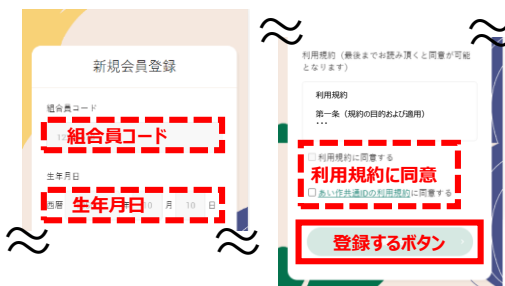 新規会員登録
組合員コード
12
組合員コード
生年月日
西暦
生年月日
10 月 10 日
利用規約（最後までお読み頂くと同意が可能
となります）
利用規約
第一条（規約の目的および適用）
・・・
利用規約に同意する
利用規約に同意
あい作共通IDの利用規約に同意する
登録するボタン